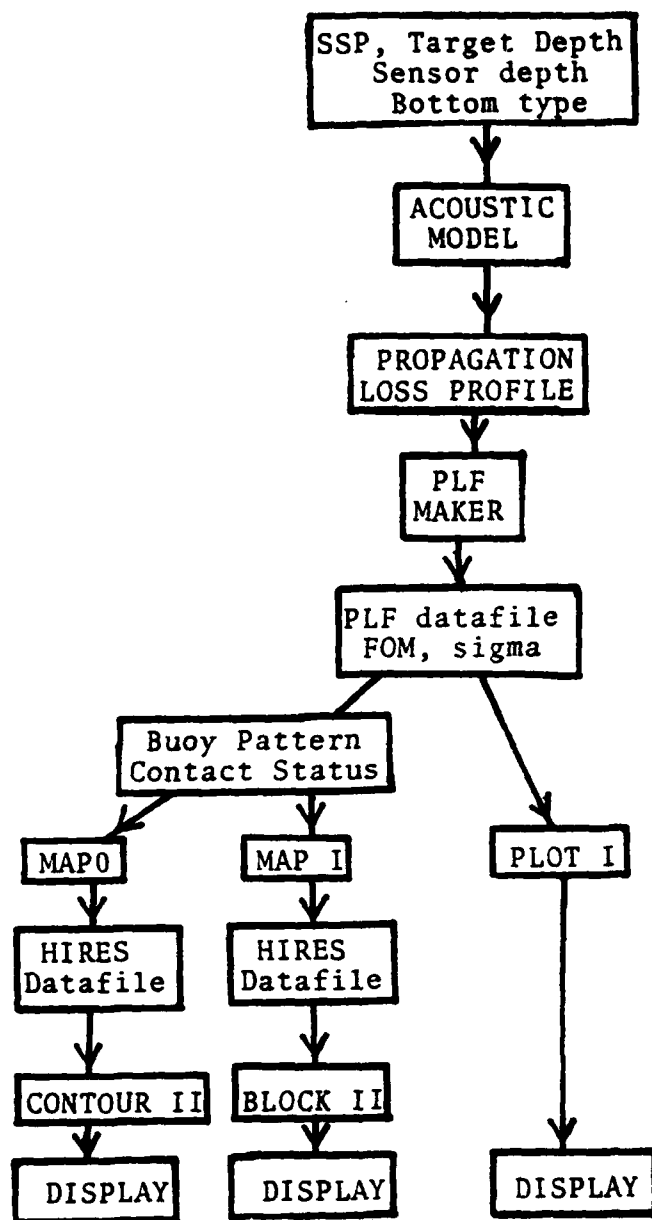 SSP, Target Depth
Sensor depth
Bottom type
ACOUSTIC
MODEL
PROPAGATION
LOSS PROFILE
PLF
MAKER
PLF datafile
FOM, sigma
Buoy Pattern
Contact Status
MAP0
MAP I
PLOT I
HIRES
Datafile
HIRES
Datafile
CONTOUR II
BLOCK II
DISPLAY
DISPLAY
DISPLAY